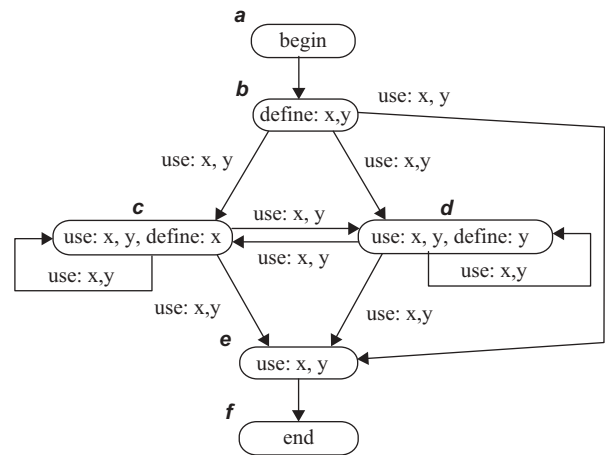 a
begin
b
use: x, y
define: x,y
use: x, y
use: x,y
c
use: x, y
d
use: x, y, define: x
use: x, y, define: y
use: x, y
use: x,y
use: x,y
use: x,y
use: x,y
e
use: x, y
f
end